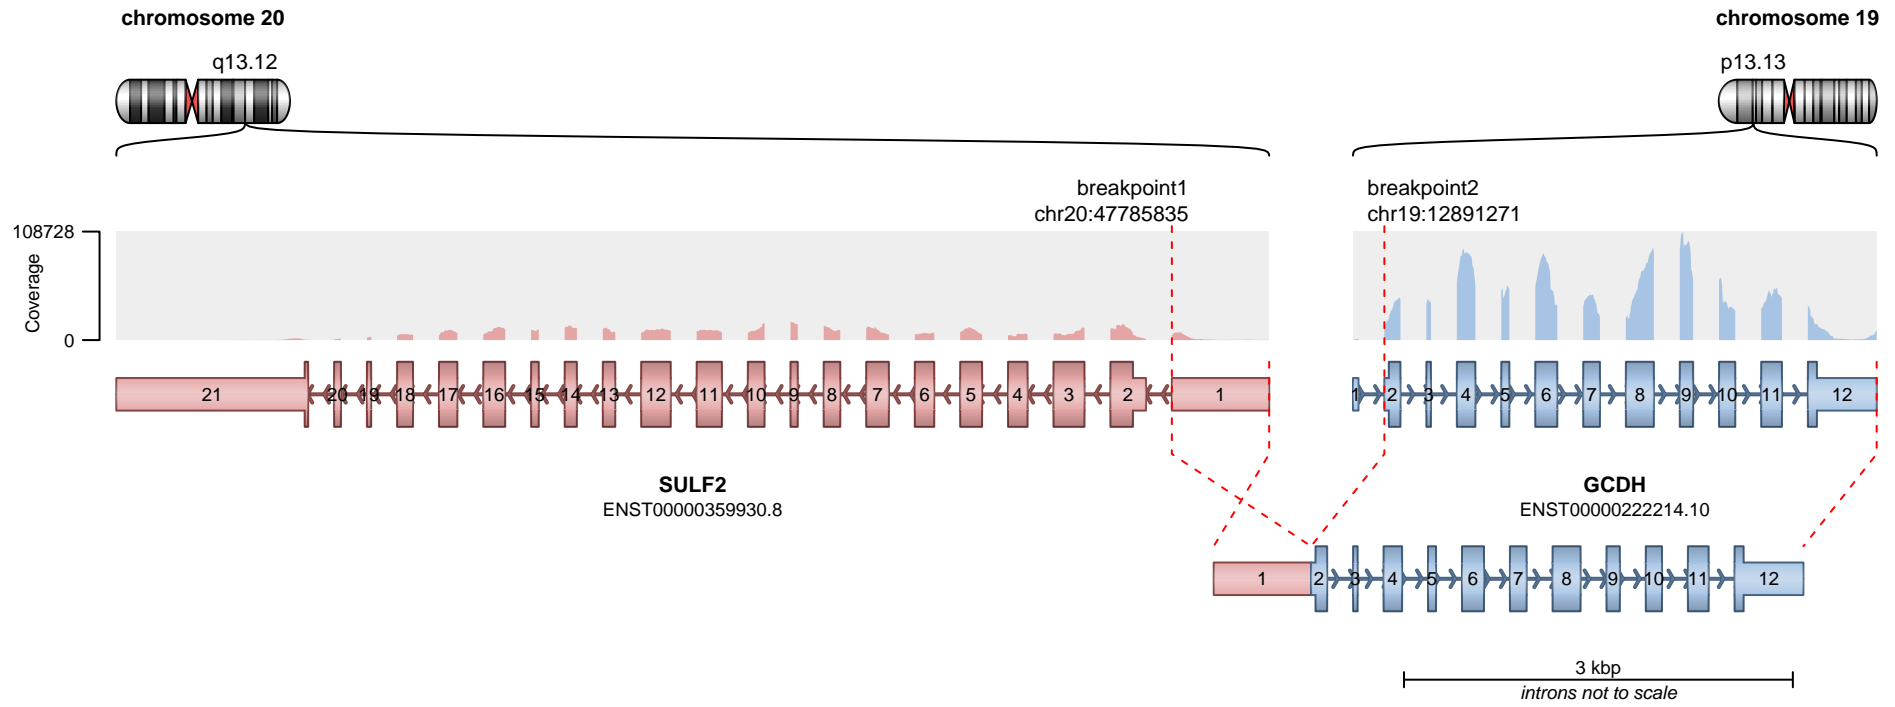 chromosome 20
chromosome 19
q13.12
p13.13
breakpoint1
chr20:47785835
breakpoint2
chr19:12891271
108728
Coverage
0
21 20 19 18 17 16 15 14 13 12 11 10 9 8 7 6 5 4 3 2 1
1 2 3 4 5 6 7 8 9 10 11 12
SULF2
ENST00000359930.8
GCDH
ENST00000222214.10
1 2 3 4 5 6 7 8 9 10 11 12
3 kbp
introns not to scale